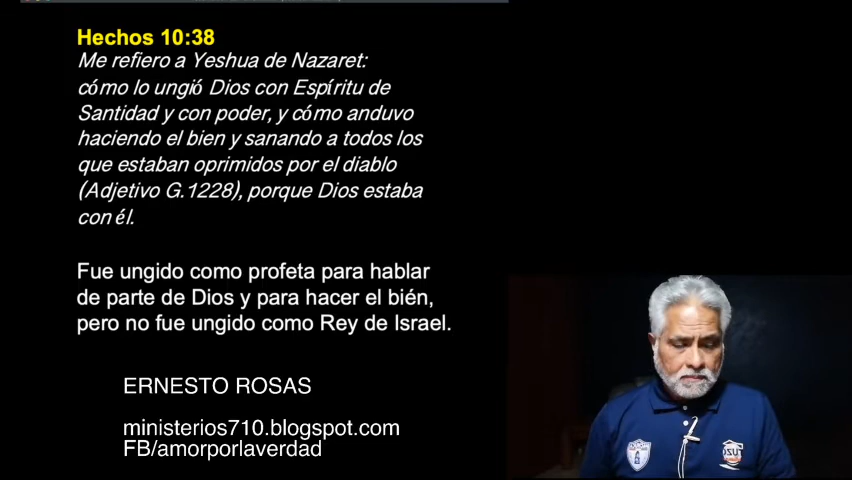 Hechos 10:38
Me refiero a Yeshua de Nazaret:
cómo lo ungió Dios con Espíritu de
Santidad y con poder, y cómo anduvo
haciendo el bien y sanando a todos los
que estaban oprimidos por el diablo
(Adjetivo G.1228), porque Dios estaba
con él.
Fue ungido como profeta para hablar
de parte de Dios y para hacer el bién,
pero no fue ungido como Rey de Israel.
ERNESTO ROSAS
ministerios710.blogspot.com
FB/amorporlaverdad